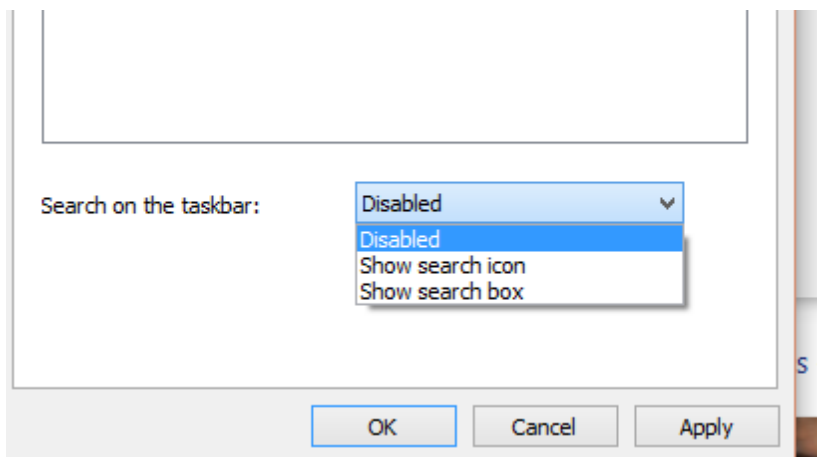 Search on the taskbar: Disabled
Disabled
Show search icon
Show search box
s
OK Cancel Apply